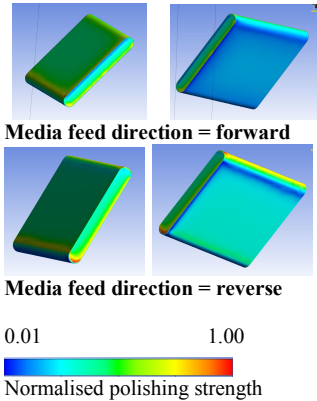 Media feed direction = forward
Media feed direction = reverse
0.01 1.00
Normalised polishing strength